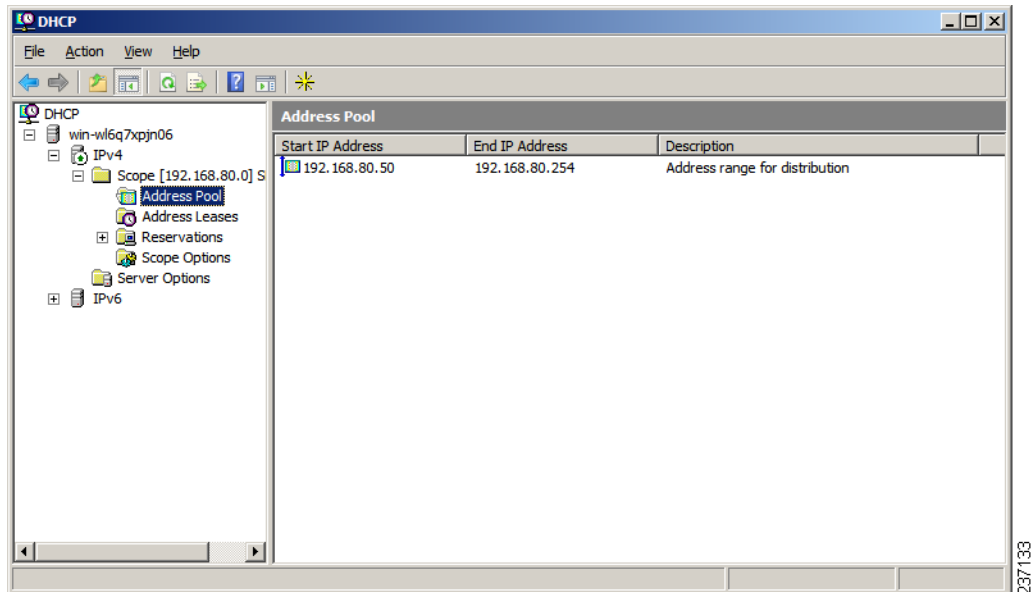 DHCP
File Action View Help
DHCP
win-wl6q7xpjn06
IPv4
Scope [192.168.80.0] S
Address Pool
Address Leases
Reservations
Scope Options
Server Options
IPv6
Address Pool
Start IP Address End IP Address Description
192.168.80.50 192.168.80.254 Address range for distribution
237133